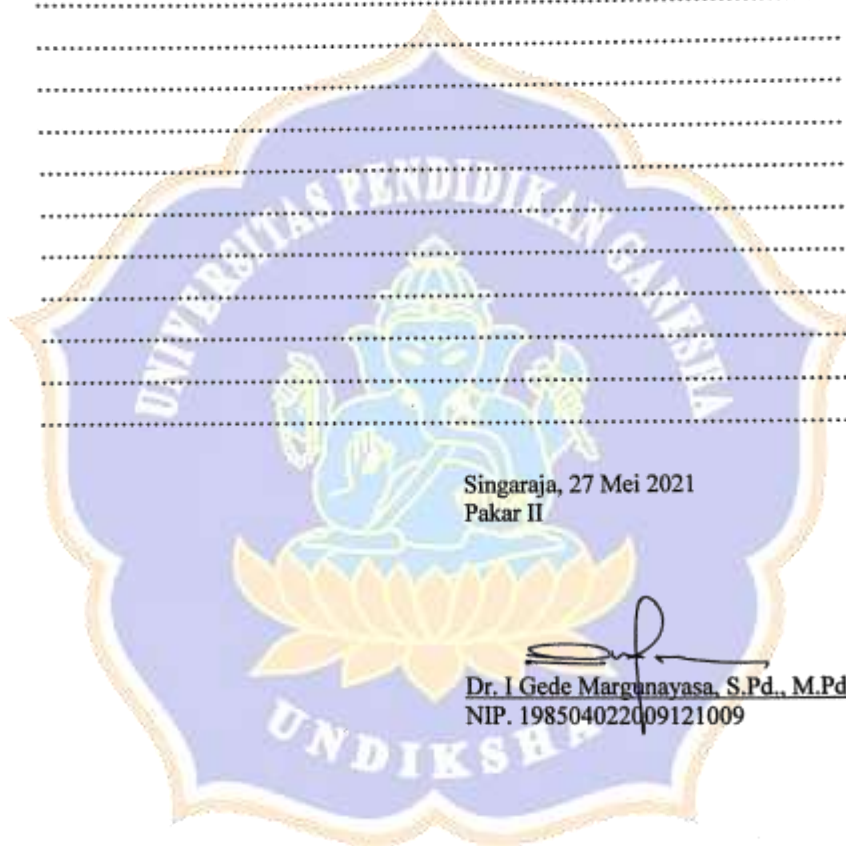 UNIVERSITAS PENDIDIKAN GANESHA
Singaraja, 27 Mei 2021
Pakar II
Dr. I Gede Margunayasa, S.Pd., M.Pd
NIP. 198504022009121009
UNDIKSHA